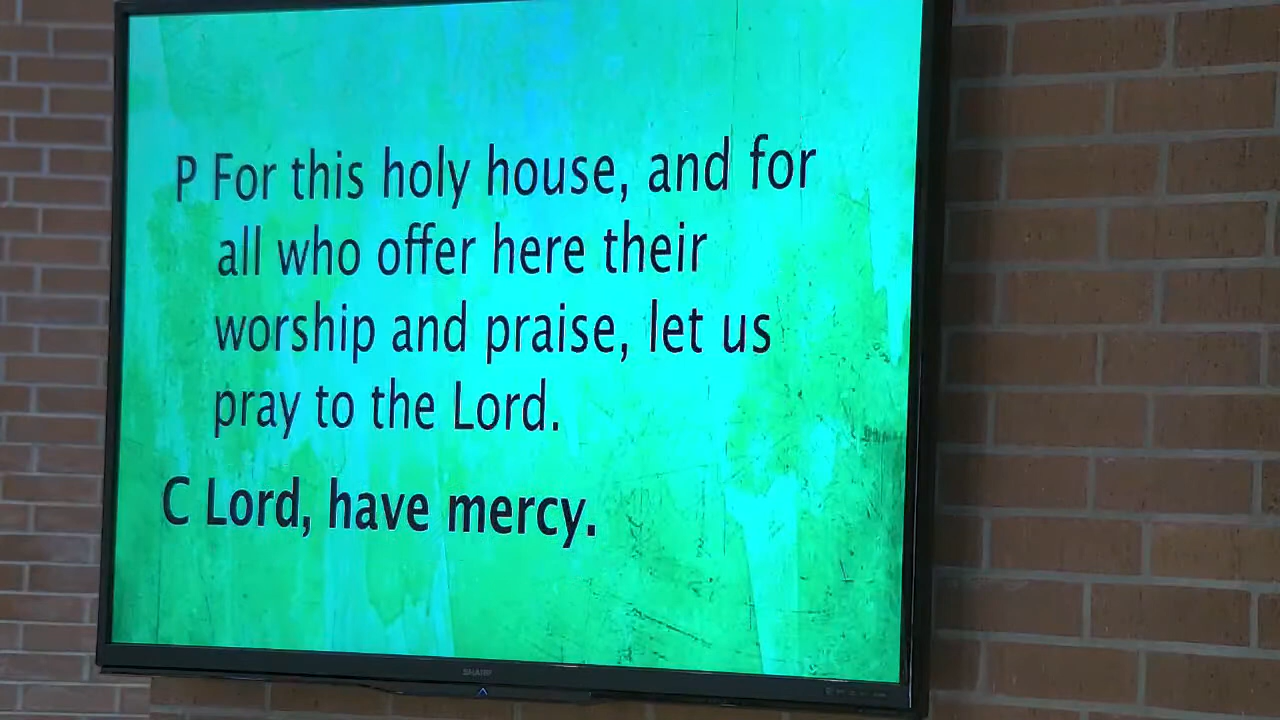 P For this holy house, and for
all who offer here their
worship and praise, let us
pray to the Lord.
C Lord, have mercy.
SHARP